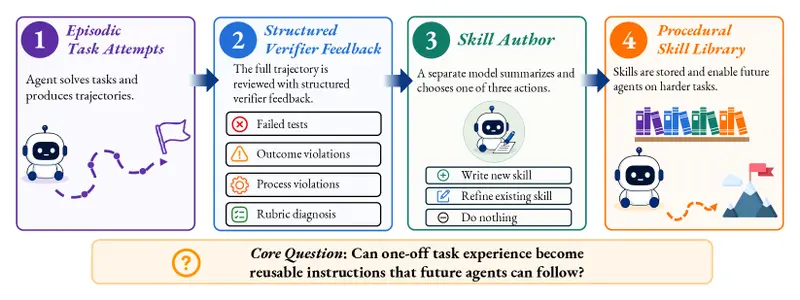 1
Episodic
Task Attempts
Agent solves tasks and
produces trajectories.
2
Structured
Verifier Feedback
The full trajectory is
reviewed with structured
verifier feedback.
Failed tests
Outcome violations
Process violations
Rubric diagnosis
3
Skill Author
A separate model summarizes and
chooses one of three actions.
Write new skill
Refine existing skill
Do nothing
4
Procedural
Skill Library
Skills are stored and enable future
agents on harder tasks.
Core Question: Can one-off task experience become
reusable instructions that future agents can follow?